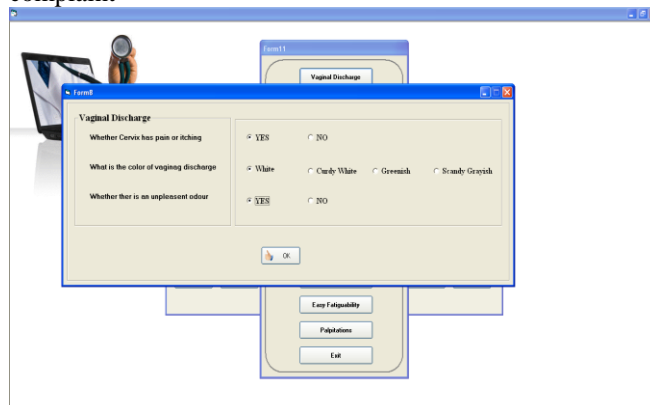 complaint
Form11
Vaginal Discharge
Form8
Vaginal Discharge
Whether Cervix has pain or itching YES NO
What is the color of vaginag discharge White Curdy White Greenish Scandy Grayish
Whether ther is an unpleesent odour YES NO
OK
Easy Fatiguability
Palpitations
Exit